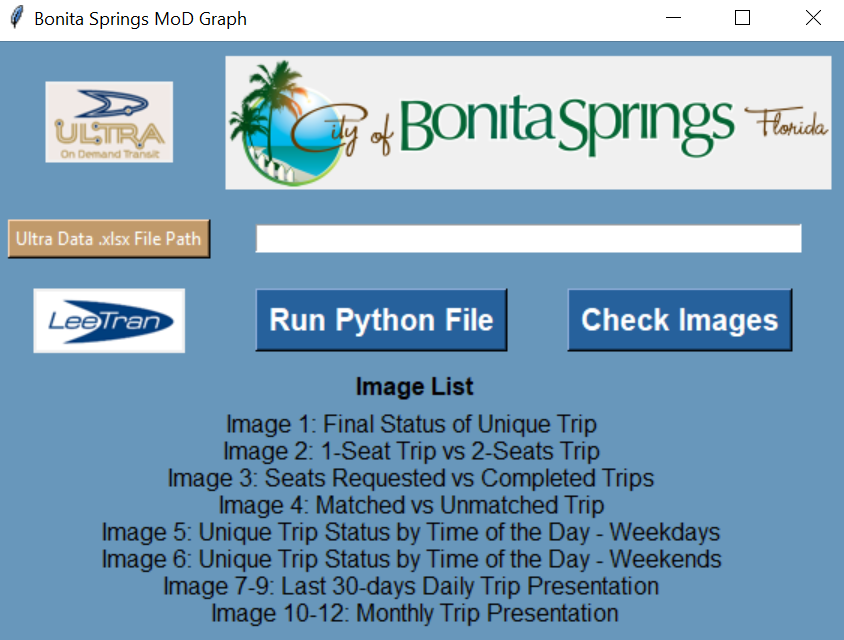 Bonita Springs MoD Graph
ULTRA
On Demand Transit
City of Bonita Springs Florida
Ultra Data .xlsx File Path
LeeTran
Run Python File
Check Images
Image List
Image 1: Final Status of Unique Trip
Image 2: 1-Seat Trip vs 2-Seats Trip
Image 3: Seats Requested vs Completed Trips
Image 4: Matched vs Unmatched Trip
Image 5: Unique Trip Status by Time of the Day - Weekdays
Image 6: Unique Trip Status by Time of the Day - Weekends
Image 7-9: Last 30-days Daily Trip Presentation
Image 10-12: Monthly Trip Presentation